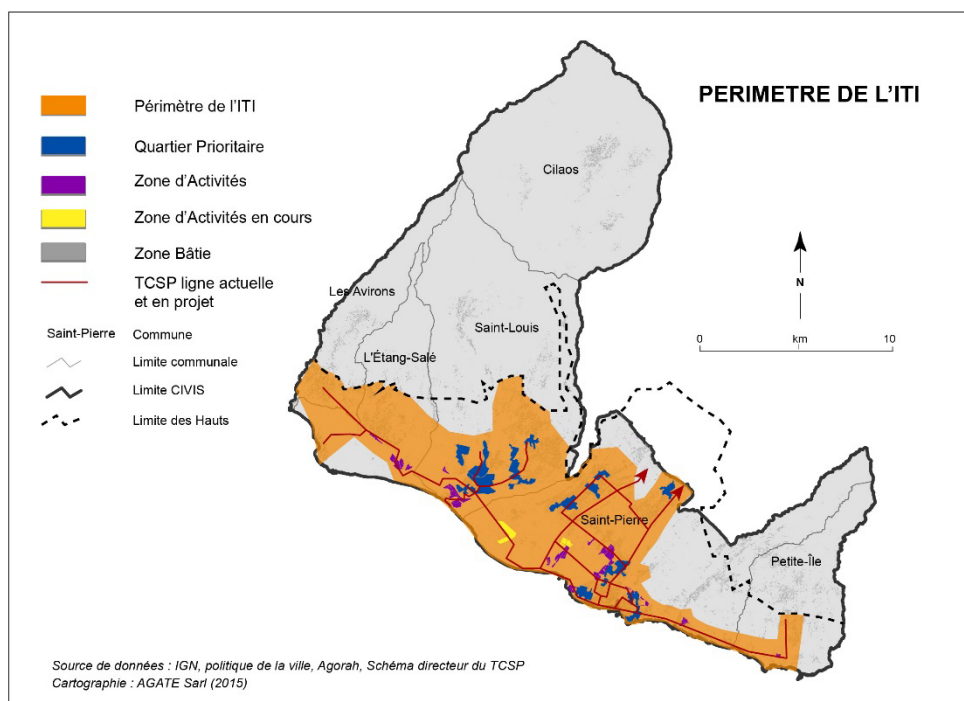 PERIMETRE DE L'ITI
Périmètre de l'ITI
Quartier Prioritaire
Zone d'Activités
Zone d'Activités en cours
Zone Bâtie
TCSP ligne actuelle
et en projet
Saint-Pierre Commune
Limite communale
Limite CIVIS
Limite des Hauts
Cilaos
Les Avirons
Saint-Louis
L'Étang-Salé
Saint-Pierre
Petite-Île
N
0 km 10
Source de données : IGN, politique de la ville, Agorah, Schéma directeur du TCSP
Cartographie : AGATE Sarl (2015)